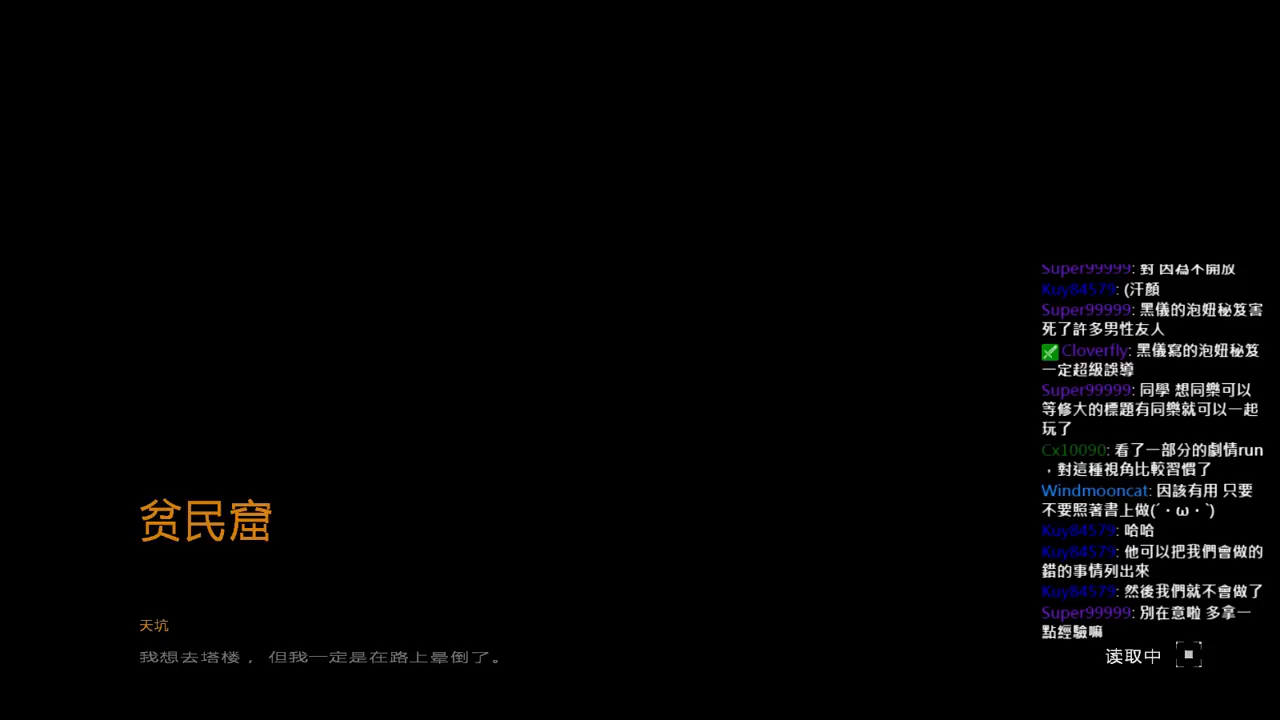 贫民窟
天坑
我想去塔楼，但我一定是在路上晕倒了。
Super99999: 對 因為不開放
Kuy84579: (汗顏
Super99999: 黑儀的泡妞秘笈害
死了許多男性友人
Cloverfly: 黑儀寫的泡妞秘笈
一定超級誤導
Super99999: 同學 想同樂可以
等修大的標題有同樂就可以一起
玩了
Cx10090: 看了一部分的劇情run
，對這種視角比較習慣了
Windmooncat: 因該有用 只要
不要照著書上做(´・ω・`)
Kuy84579: 哈哈
Kuy84579: 他可以把我們會做的
錯的事情列出來
Kuy84579: 然後我們就不會做了
Super99999: 別在意啦 多拿一
點經驗嘛
读取中